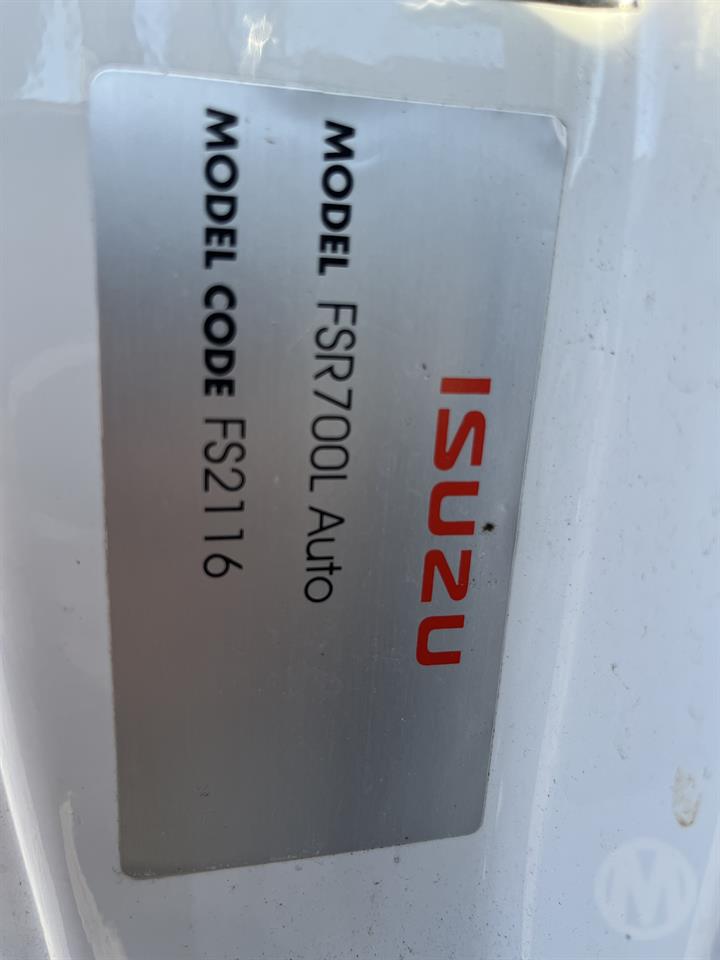 ISUZU
MODEL FSR700L Auto
MODEL CODE FS2116
M